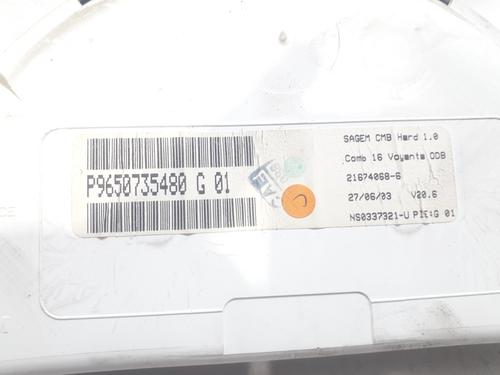 SAGEM CMB Hard 1.0
Comb 16 Voyants ODB
21674068-6
27/06/03 V20.6
NS0337321-U PIE:G 01
P9650735480 G 01
C